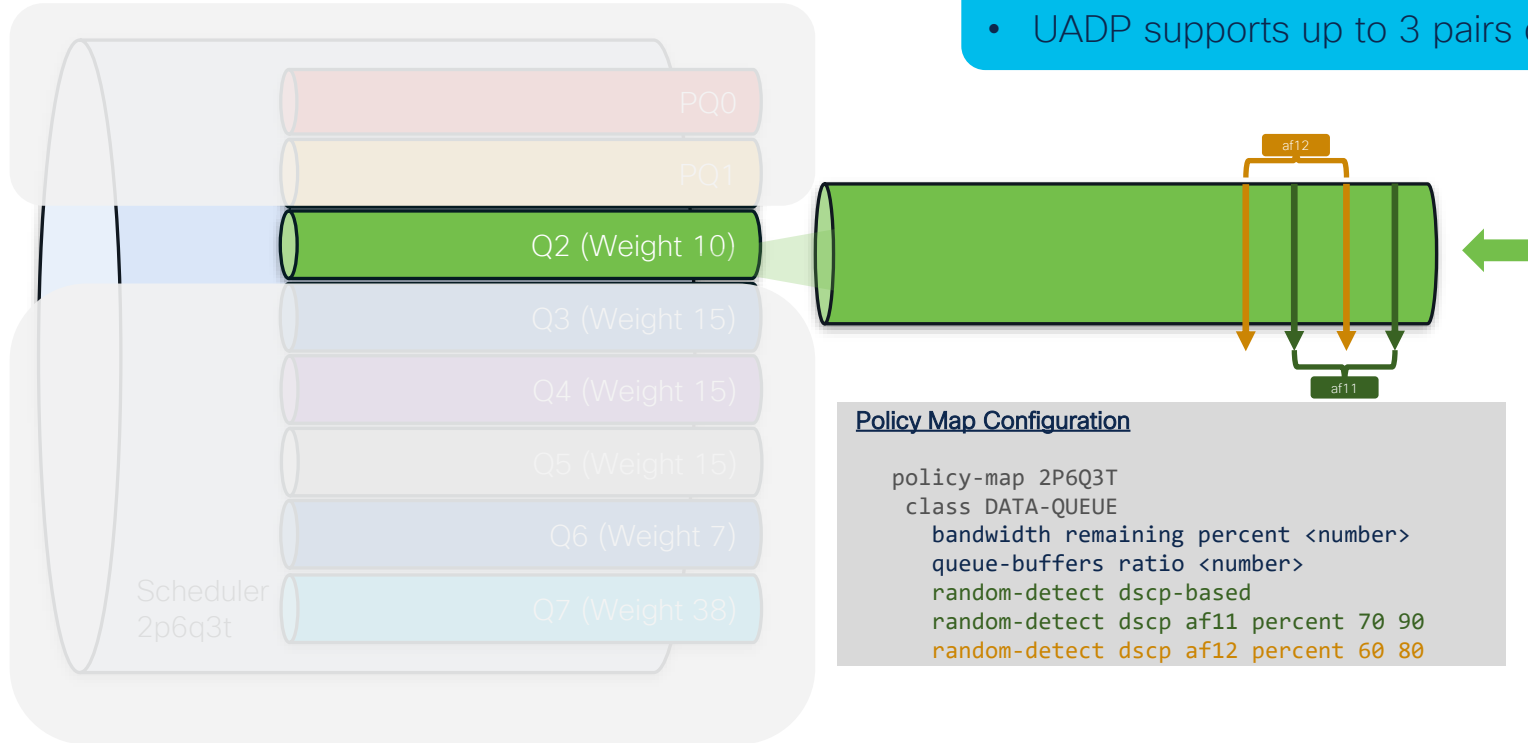 • UADP supports up to 3 pairs
PQ0
PQ1
Q2 (Weight 10)
Q3 (Weight 15)
Q4 (Weight 15)
Q5 (Weight 15)
Q6 (Weight 7)
Q7 (Weight 38)
Scheduler
2p6q3t
af12
af11
Policy Map Configuration
policy-map 2P6Q3T
class DATA-QUEUE
bandwidth remaining percent <number>
queue-buffers ratio <number>
random-detect dscp-based
random-detect dscp af11 percent 70 90
random-detect dscp af12 percent 60 80